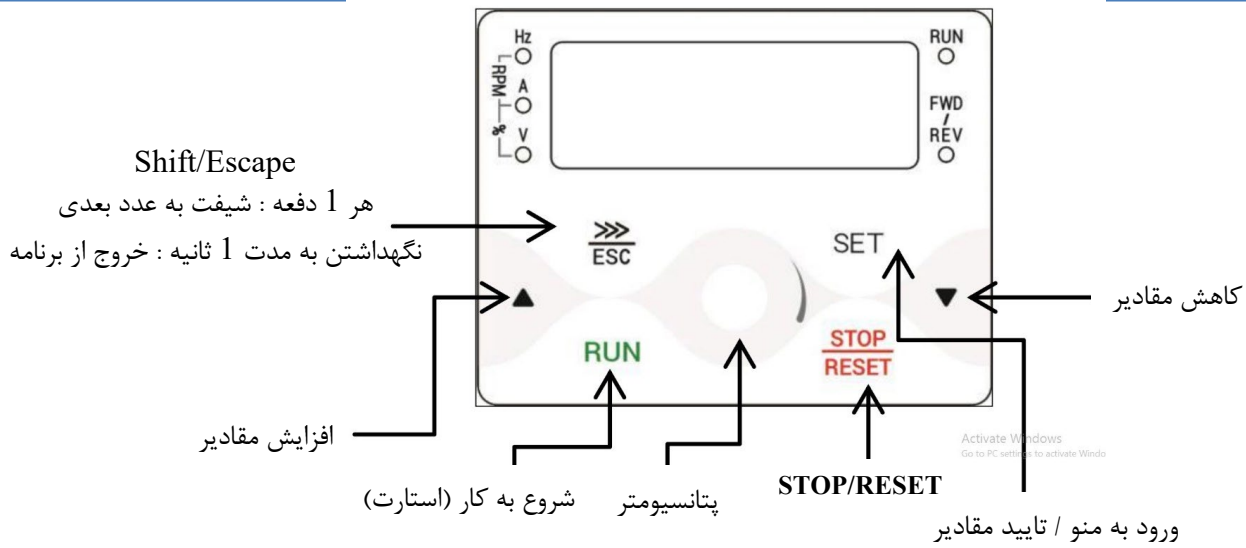 Hz
RPM
A
%
V
RUN
FWD
/
REV
Shift/Escape
هر 1 دفعه : شیفت به عدد بعدی
نگهداشتن به مدت 1 ثانیه : خروج از برنامه
>>>
ESC
SET
▲
▼
کاهش مقادیر
RUN
STOP
RESET
افزایش مقادیر
Activate Windows
Go to PC settings to activate Windo
شروع به کار (استارت)
پتانسیومتر
STOP/RESET
ورود به منو / تایید مقادیر